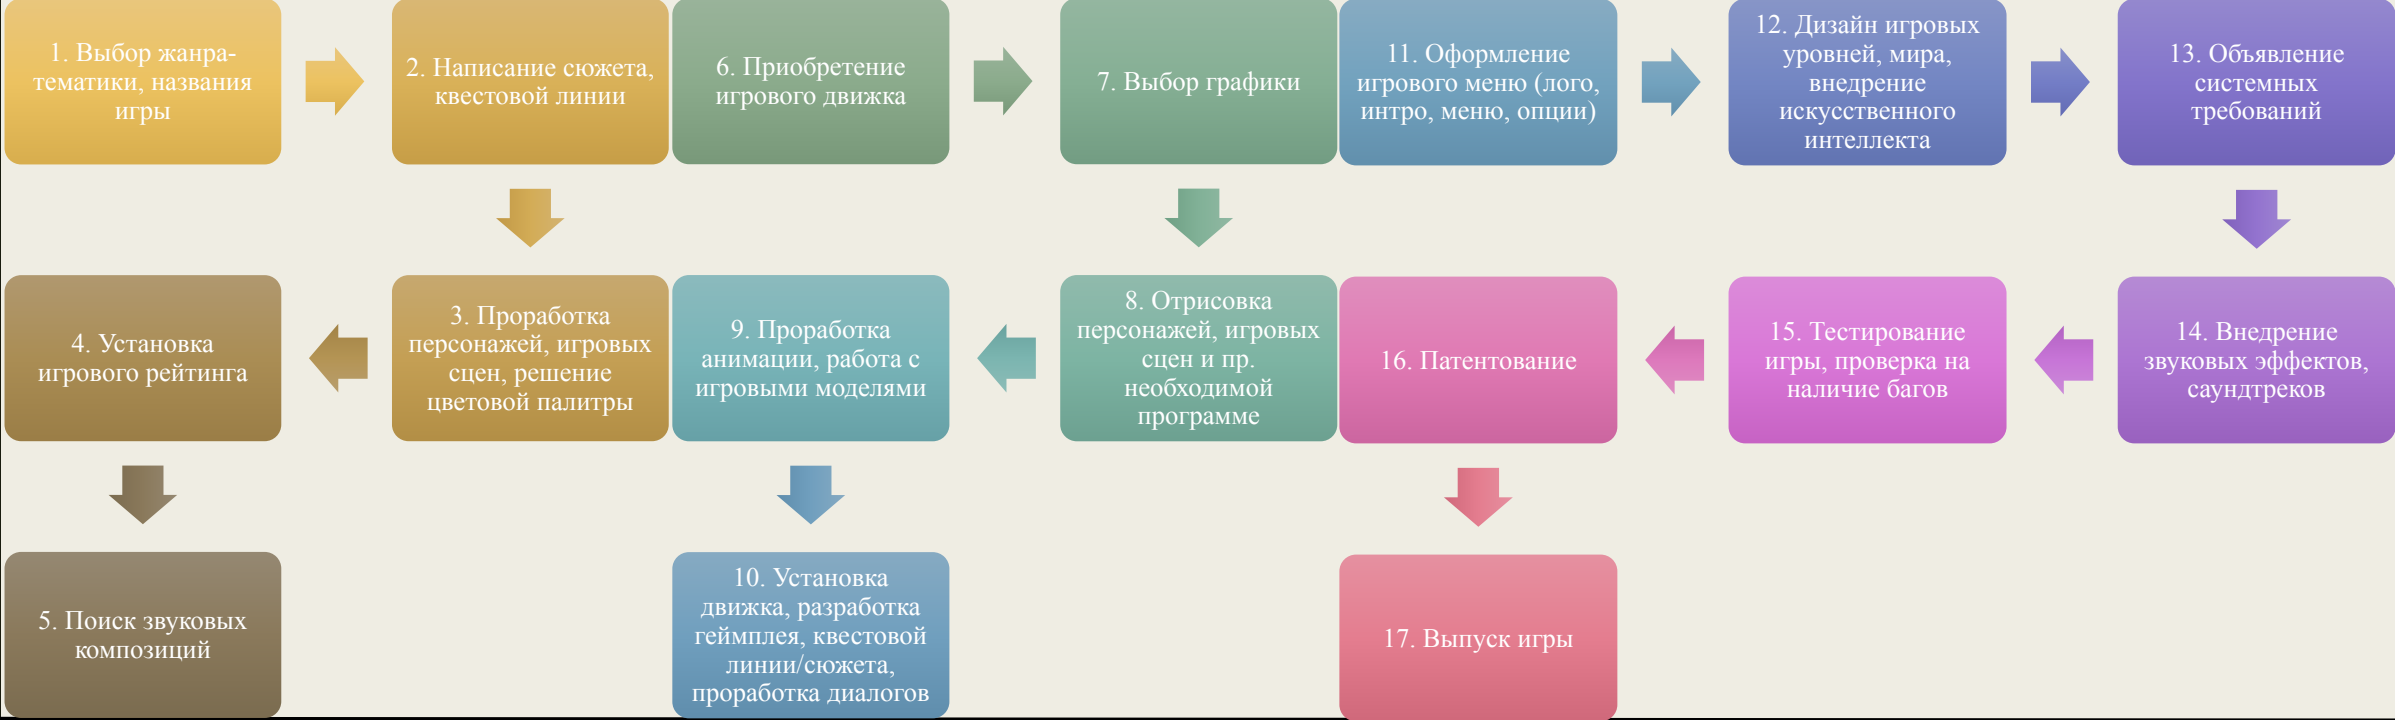 1. Выбор жанра-
тематики, названия
игры
2. Написание сюжета,
квестовой линии
3. Проработка
персонажей, игровых
сцен, решение
цветовой палитры
4. Установка
игрового рейтинга
5. Поиск звуковых
композиций
6. Приобретение
игрового движка
7. Выбор графики
8. Отрисовка
персонажей, игровых
сцен и пр.
необходимой
программе
9. Проработка
анимации, работа с
игровыми моделями
10. Установка
движка, разработка
геймплея, квестовой
линии/сюжета,
проработка диалогов
11. Оформление
игрового меню (лого,
интро, меню, опции)
12. Дизайн игровых
уровней, мира,
внедрение
искусственного
интеллекта
13. Объявление
системных
требований
14. Внедрение
звуковых эффектов,
саундтреков
15. Тестирование
игры, проверка на
наличие багов
16. Патентование
17. Выпуск игры